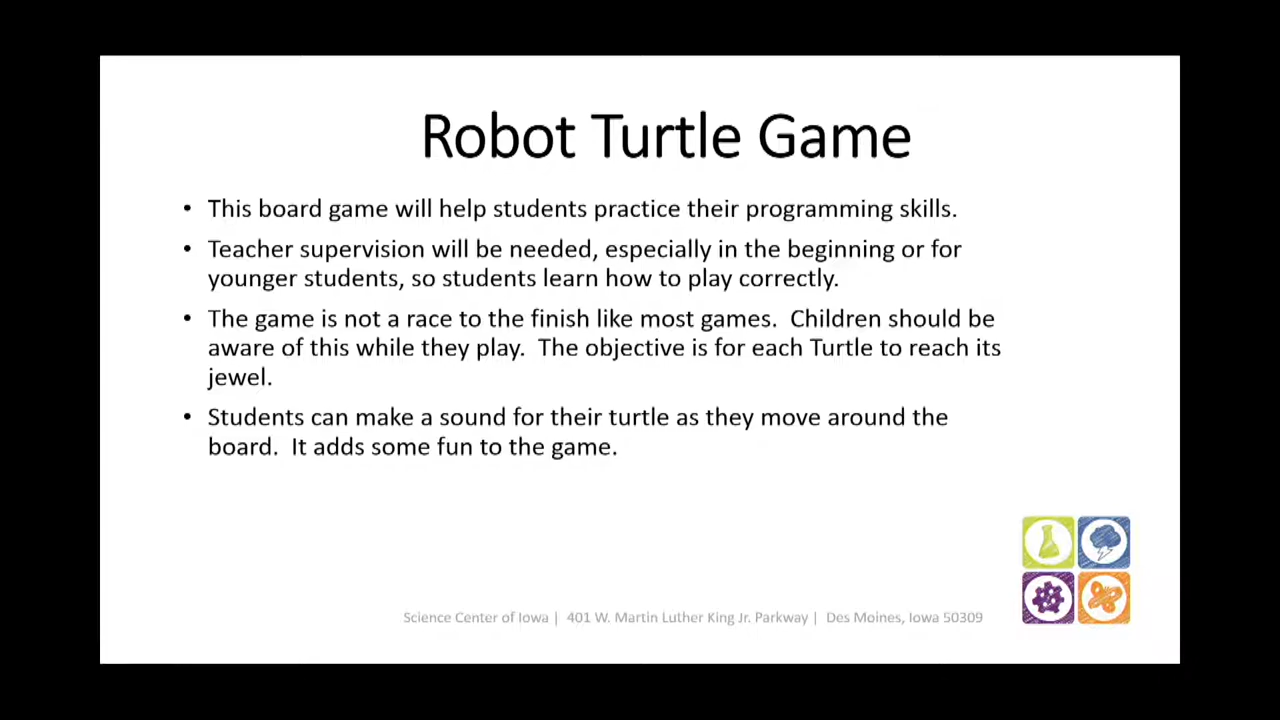 Robot Turtle Game
• This board game will help students practice their programming skills.
• Teacher supervision will be needed, especially in the beginning or for
younger students, so students learn how to play correctly.
• The game is not a race to the finish like most games.  Children should be
aware of this while they play.  The objective is for each Turtle to reach its
jewel.
• Students can make a sound for their turtle as they move around the
board.  It adds some fun to the game.
Science Center of Iowa |  401 W. Martin Luther King Jr. Parkway |  Des Moines, Iowa 50309